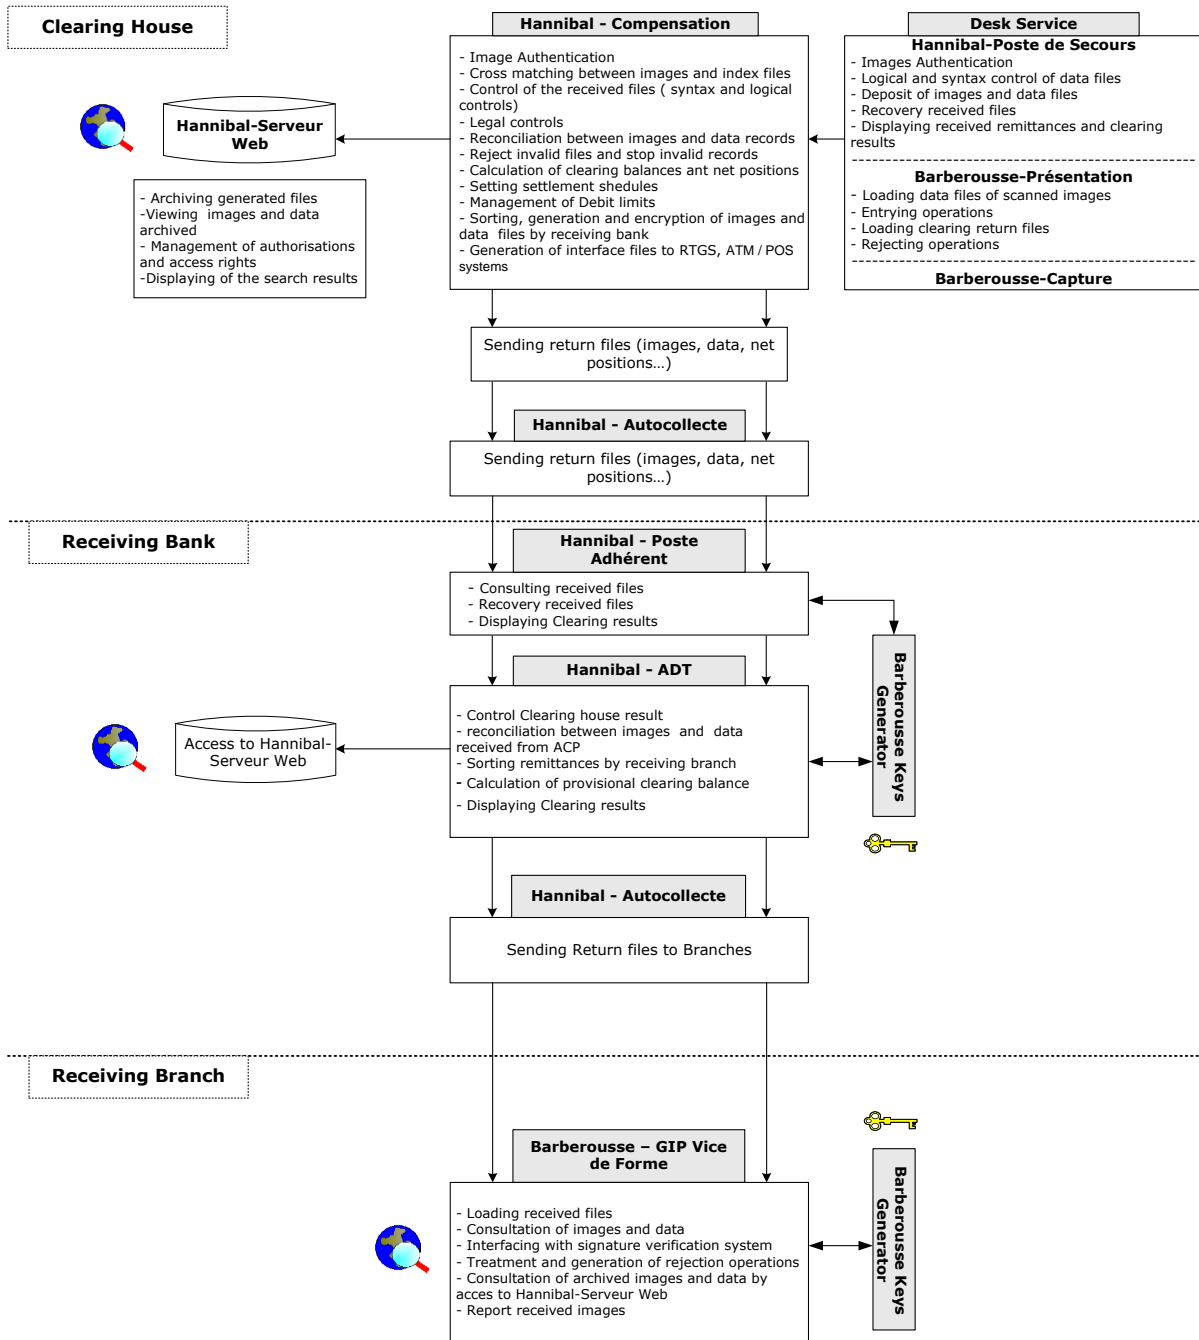 Clearing House
Hannibal - Compensation
- Image Authentication
- Cross matching between images and index files
- Control of the received files ( syntax and logical
controls)
- Legal controls
- Reconciliation between images and data records
- Reject invalid files and stop invalid records
- Calculation of clearing balances ant net positions
- Setting settlement shedules
- Management of Debit limits
- Sorting, generation and encryption of images and
data files by receiving bank
- Generation of interface files to RTGS, ATM / POS
systems
Desk Service
Hannibal-Poste de Secours
- Images Authentication
- Logical and syntax control of data files
- Deposit of images and data files
- Recovery received files
- Displaying received remittances and clearing
results
Barberousse-Présentation
- Loading data files of scanned images
- Entrying operations
- Loading clearing return files
- Rejecting operations
Barberousse-Capture
Hannibal-Serveur
Web
- Archiving generated files
-Viewing images and data
archived
- Management of authorisations
and access rights
-Displaying of the search results
Sending return files (images, data, net
positions…)
Hannibal - Autocollecte
Sending return files (images, data, net
positions…)
Receiving Bank
Hannibal - Poste
Adhérent
- Consulting received files
- Recovery received files
- Displaying Clearing results
Barberousse Keys
Generator
Hannibal - ADT
- Control Clearing house result
- reconciliation between images and data
received from ACP
- Sorting remittances by receiving branch
- Calculation of provisional clearing balance
- Displaying Clearing results
Access to Hannibal-
Serveur Web
Hannibal - Autocollecte
Sending Return files to Branches
Receiving Branch
Barberousse – GIP Vice
de Forme
- Loading received files
- Consultation of images and data
- Interfacing with signature verification system
- Treatment and generation of rejection operations
- Consultation of archived images and data by
acces to Hannibal-Serveur Web
- Report received images
Barberousse Keys
Generator